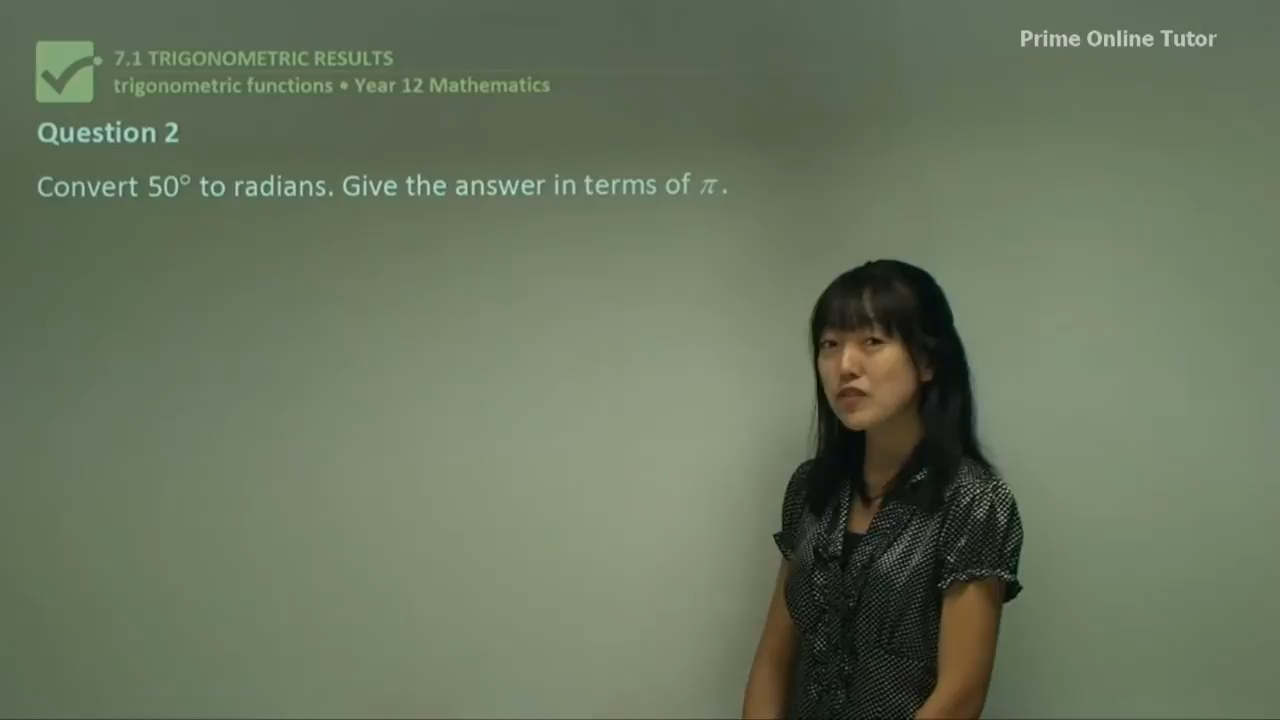 Prime Online Tutor
7.1 TRIGONOMETRIC RESULTS
trigonometric functions • Year 12 Mathematics
Question 2
Convert 50° to radians. Give the answer in terms of π.